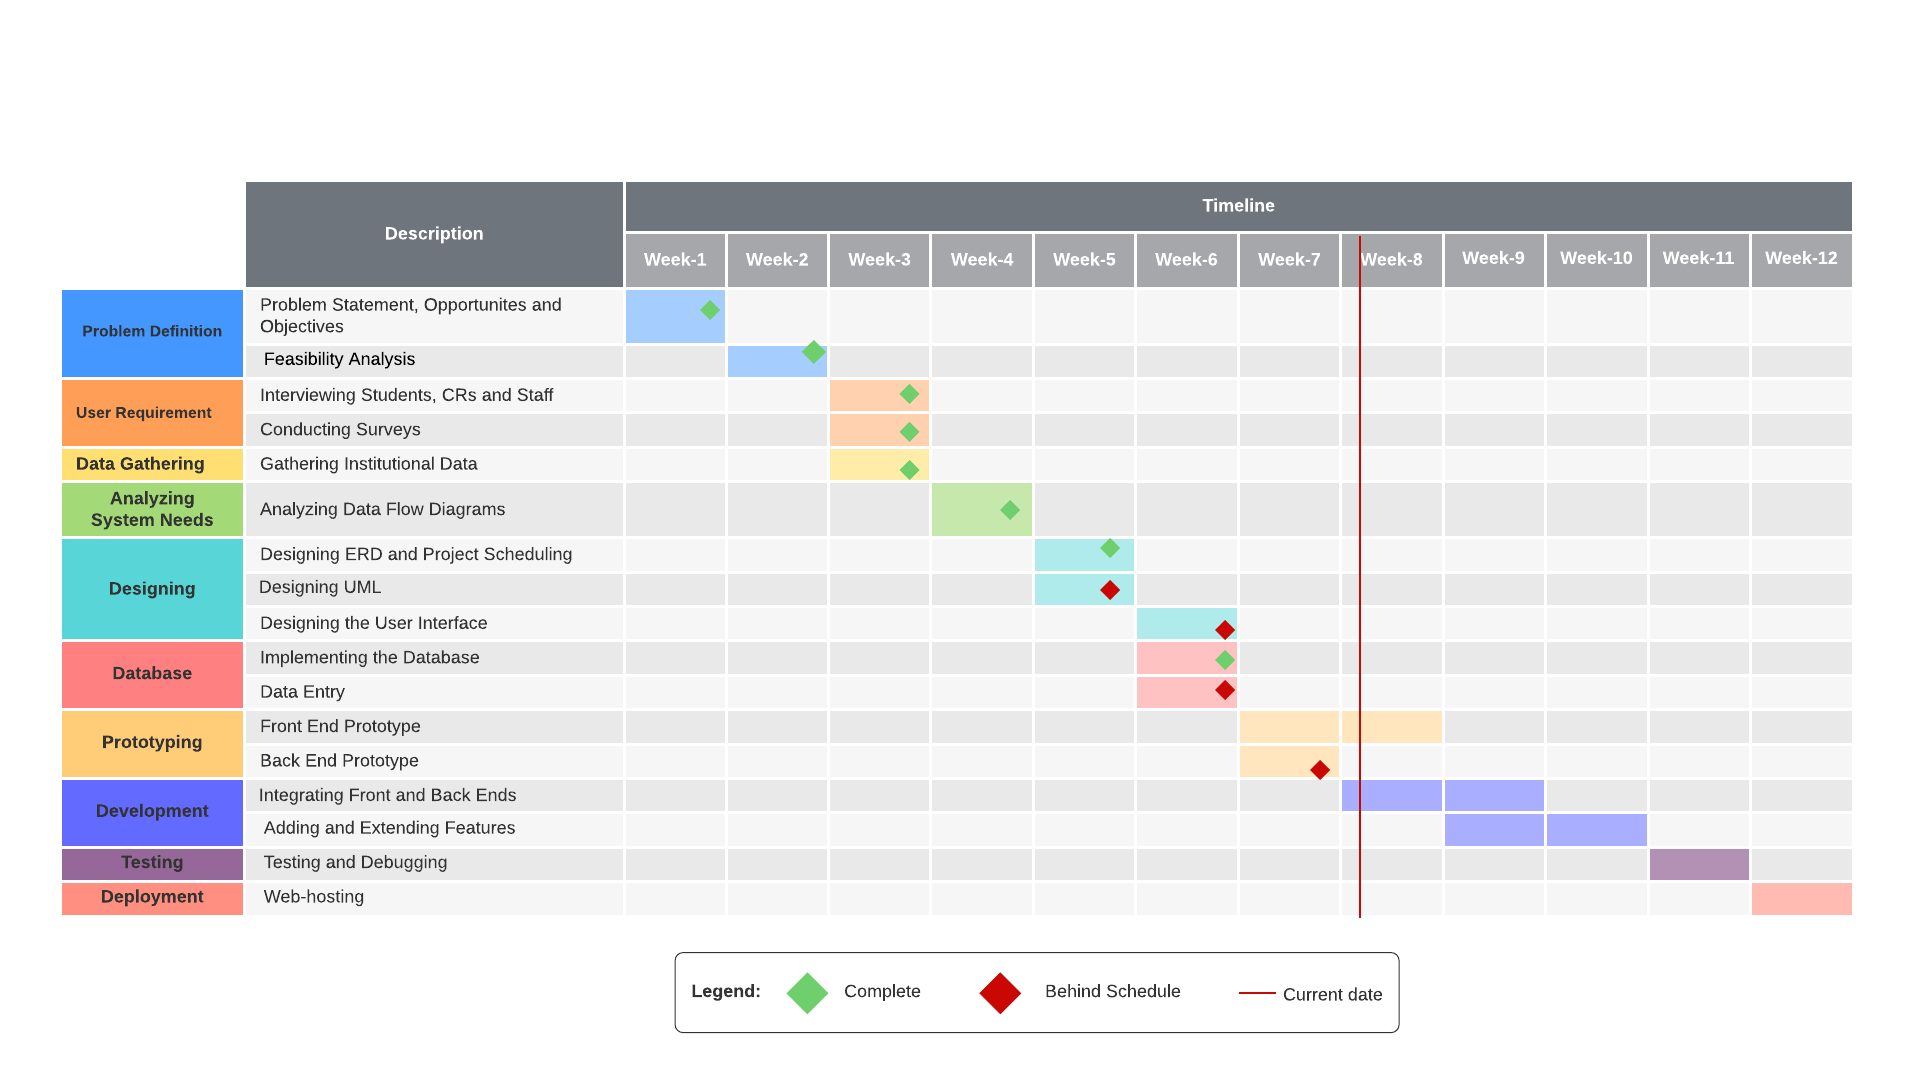 Description
Timeline
Week-1 Week-2 Week-3 Week-4 Week-5 Week-6 Week-7 Week-8 Week-9 Week-10 Week-11 Week-12
Problem Definition
Problem Statement, Opportunites and
Objectives
Feasibility Analysis
User Requirement
Interviewing Students, CRs and Staff
Conducting Surveys
Data Gathering
Gathering Institutional Data
Analyzing
System Needs
Analyzing Data Flow Diagrams
Designing
Designing ERD and Project Scheduling
Designing UML
Designing the User Interface
Database
Implementing the Database
Data Entry
Prototyping
Front End Prototype
Back End Prototype
Development
Integrating Front and Back Ends
Adding and Extending Features
Testing
Testing and Debugging
Deployment
Web-hosting
Legend: Complete Behind Schedule Current date